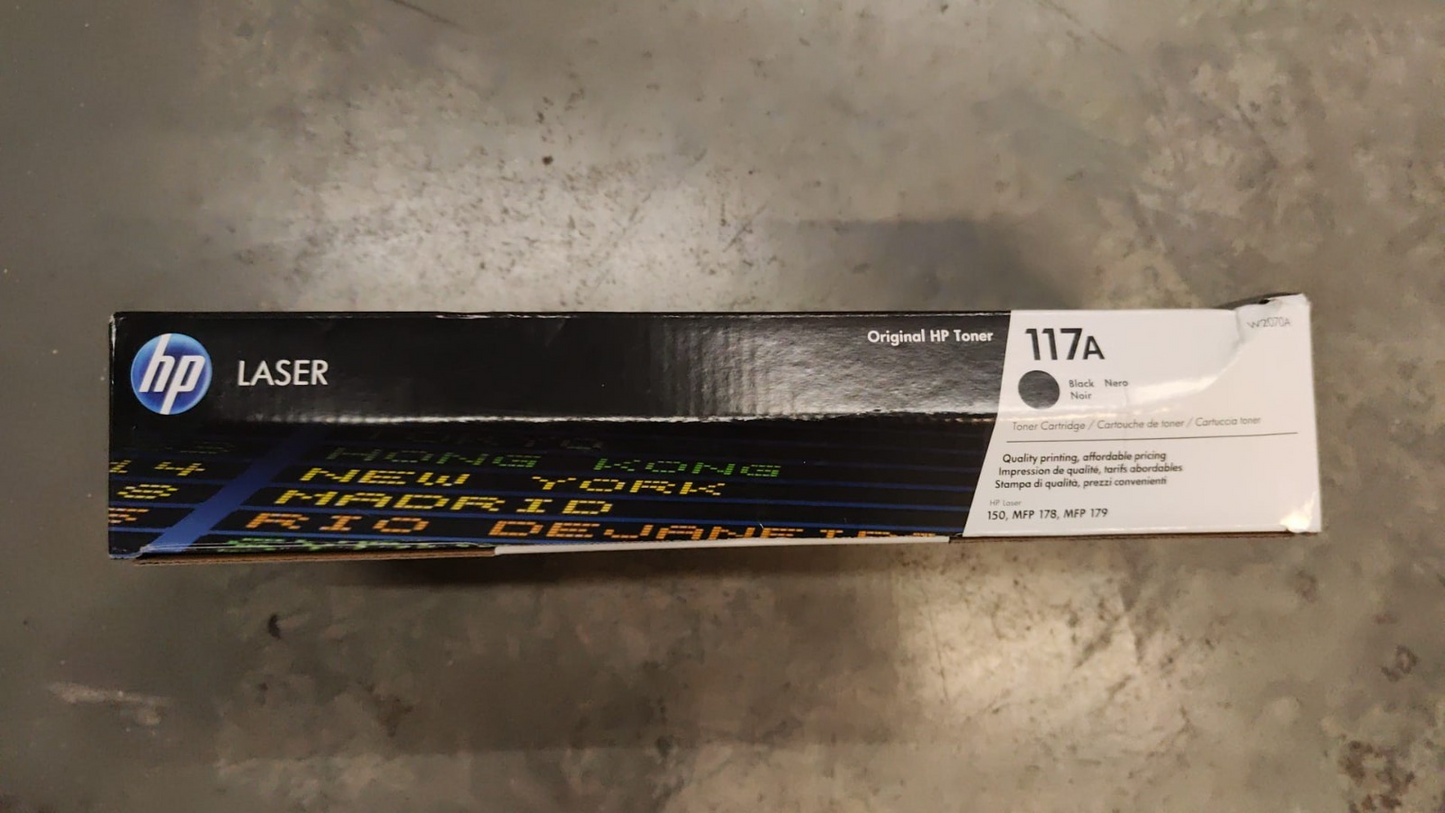 hp
LASER
Original HP Toner
117A
W2070A
Black Nero
Noir
Toner Cartridge / Cartouche de toner / Cartuccia toner
Quality printing, affordable pricing
Impression de qualité, tarifs abordables
Stampa di qualità, prezzi convenienti
HP Laser
150, MFP 178, MFP 179
HONG KONG
14 NEW YORK
MADRID
RIO DEJANEIRO